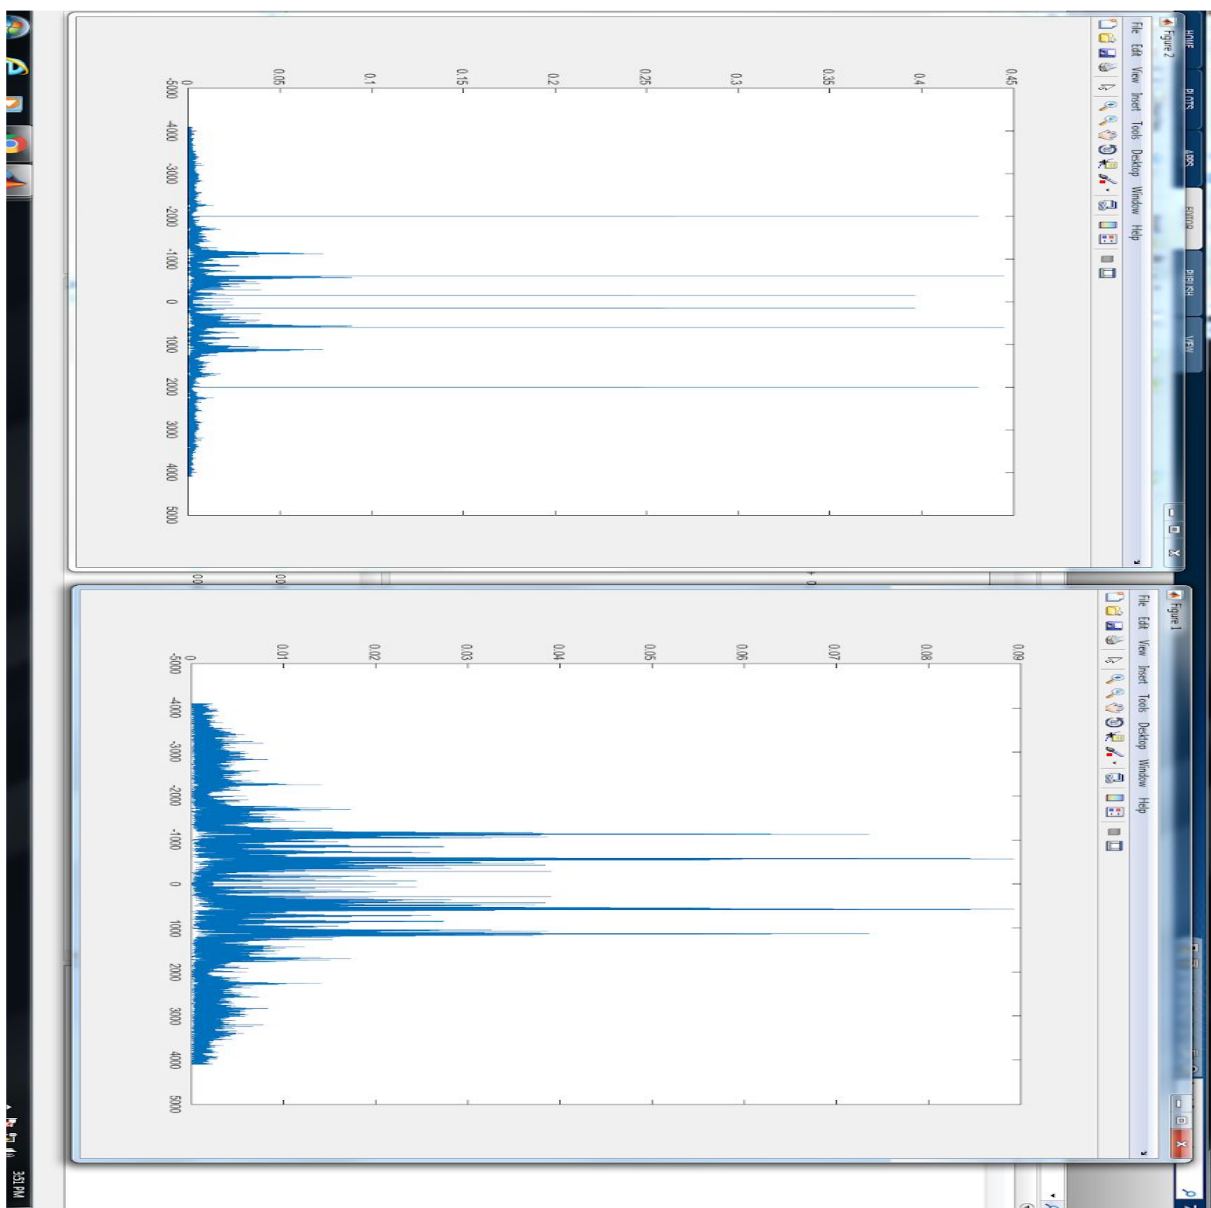 HOME PLOTS APPS EDITOR PUBLISH VIEW
Figure 2
File Edit View Insert Tools Desktop Window Help
0.45
0.4
0.35
0.3
0.25
0.2
0.15
0.1
0.05
0
-5000 -4000 -3000 -2000 -1000 0 1000 2000 3000 4000 5000
Figure 1
File Edit View Insert Tools Desktop Window Help
0.09
0.08
0.07
0.06
0.05
0.04
0.03
0.02
0.01
0
-5000 -4000 -3000 -2000 -1000 0 1000 2000 3000 4000 5000
3:51 PM